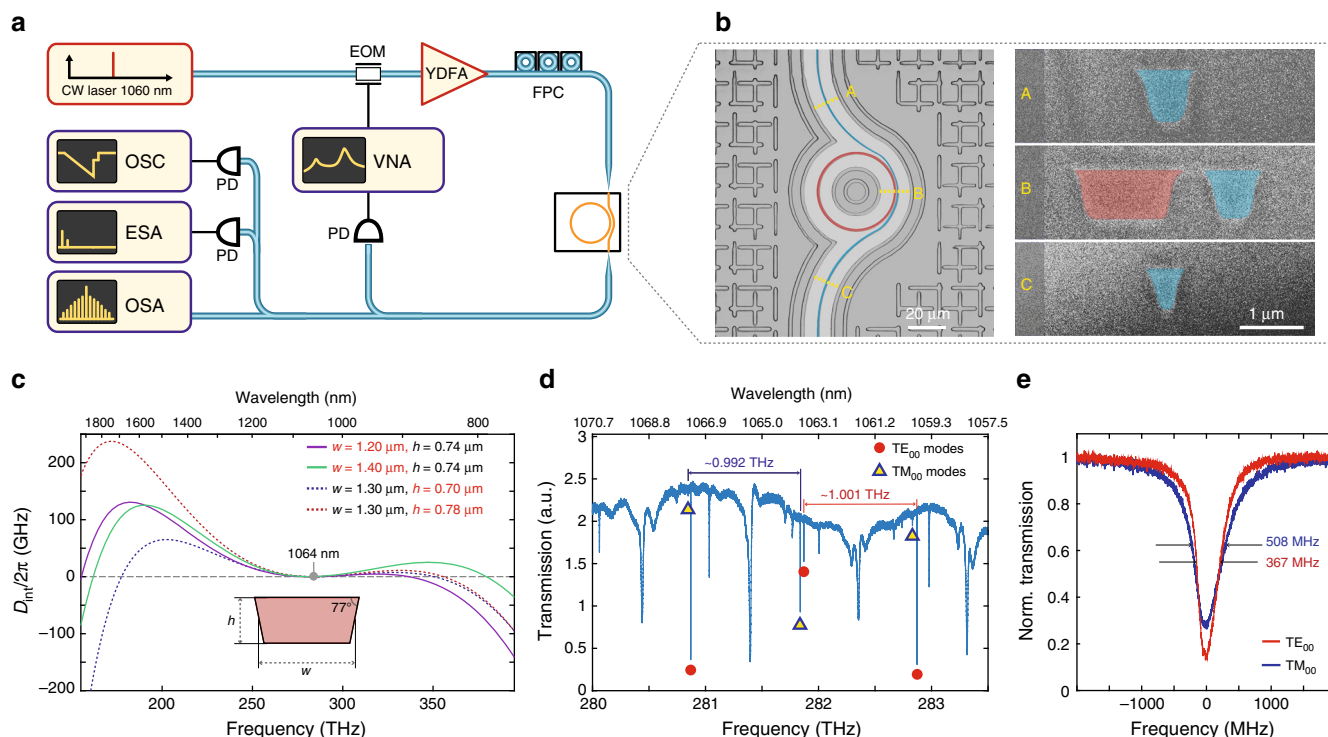 a
CW laser 1060 nm
EOM
YDFA
FPC
OSC
PD
VNA
ESA
PD
PD
OSA
b
A
B
C
20 μm
A
B
C
1 μm
c
Wavelength (nm)
1800 1600 1400 1200 1000 800
w = 1.20 μm, h = 0.74 μm
w = 1.40 μm, h = 0.74 μm
w = 1.30 μm, h = 0.70 μm
w = 1.30 μm, h = 0.78 μm
200
100
0
−100
−200
Dint/2π (GHz)
1064 nm
77°
h
w
200 250 300 350
Frequency (THz)
d
Wavelength (nm)
1070.7 1068.8 1066.9 1065.0 1063.1 1061.2 1059.3 1057.5
3
2.5
2
1.5
1
0.5
0
Transmission (a.u.)
TE00 modes
TM00 modes
~0.992 THz
~1.001 THz
280 281 282 283
Frequency (THz)
e
1
0.8
0.6
0.4
0.2
0
Norm. transmission
508 MHz
367 MHz
TE00
TM00
−1000 0 1000
Frequency (MHz)